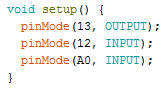 void setup() {
  pinMode(13, OUTPUT);
  pinMode(12, INPUT);
  pinMode(A0, INPUT);
}